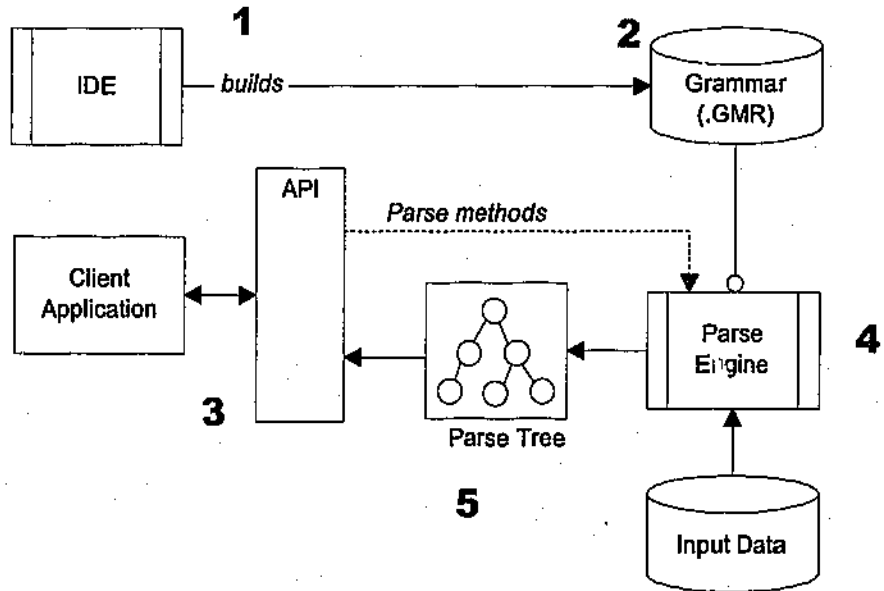 1
2
IDE
builds
Grammar
(.GMR)
API
Parse methods
Client
Application
Parse
Engine
4
3
Parse Tree
5
Input Data